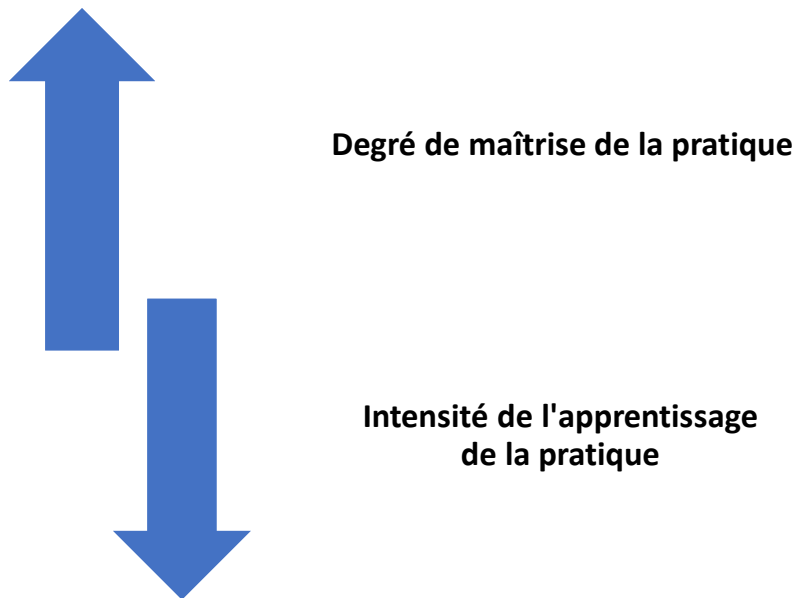 Degré de maîtrise de la pratique
Intensité de l'apprentissage
de la pratique